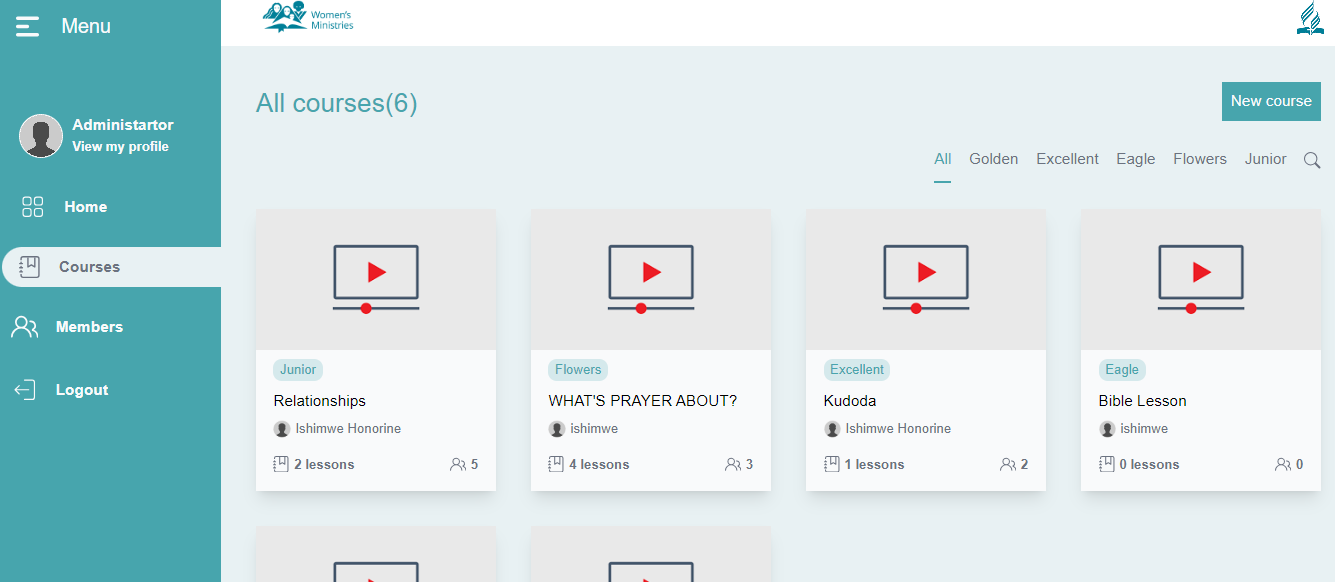 Menu
Women's
Ministries
Administartor
View my profile
Home
Courses
Members
Logout
All courses(6)
New course
All Golden Excellent Eagle Flowers Junior
Junior
Relationships
Ishimwe Honorine
2 lessons 5
Flowers
WHAT'S PRAYER ABOUT?
ishimwe
4 lessons 3
Excellent
Kudoda
Ishimwe Honorine
1 lessons 2
Eagle
Bible Lesson
ishimwe
0 lessons 0